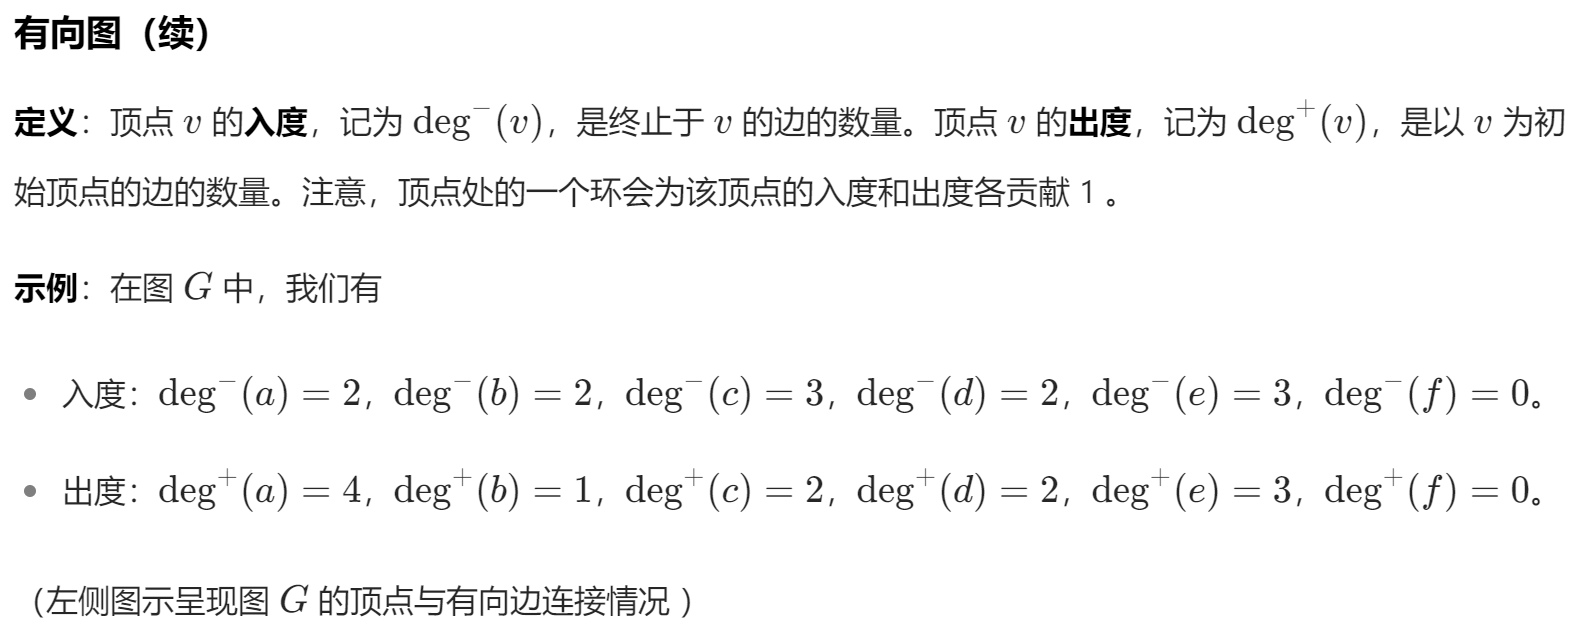 有向图（续）
定义：顶点 v 的入度，记为 deg⁻(v)，是终止于 v 的边的数量。顶点 v 的出度，记为 deg⁺(v)，是以 v 为初
始顶点的边的数量。注意，顶点处的一个环会为该顶点的入度和出度各贡献 1 。
示例：在图 G 中，我们有
• 入度：deg⁻(a) = 2，deg⁻(b) = 2，deg⁻(c) = 3，deg⁻(d) = 2，deg⁻(e) = 3，deg⁻(f) = 0。
• 出度：deg⁺(a) = 4，deg⁺(b) = 1，deg⁺(c) = 2，deg⁺(d) = 2，deg⁺(e) = 3，deg⁺(f) = 0。
（左侧图示呈现图 G 的顶点与有向边连接情况 ）